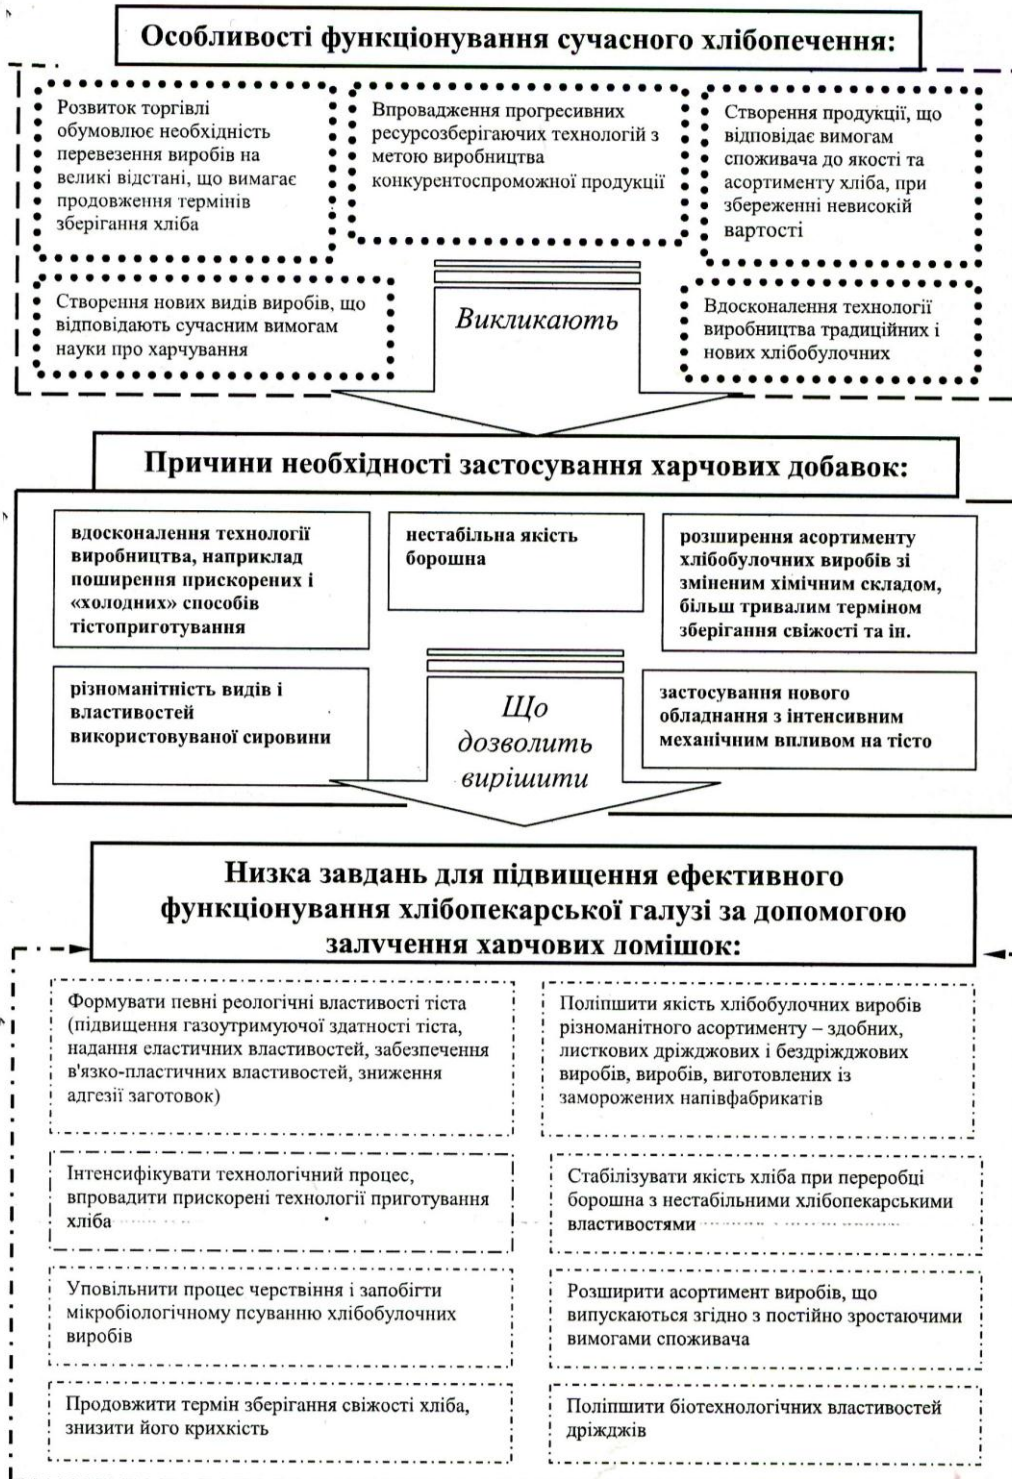 Особливості функціонування сучасного хлібопечення:
Розвиток торгівлі
обумовлює необхідність
перевезення виробів на
великі відстані, що вимагає
продовження термінів
зберігання хліба
Впровадження прогресивних
ресурсозберігаючих технологій з
метою виробництва
конкурентоспроможної продукції
Створення продукції, що
відповідає вимогам
споживача до якості та
асортименту хліба, при
збереженні невисокій
вартості
Створення нових видів виробів, що
відповідають сучасним вимогам
науки про харчування
Викликають
Вдосконалення технології
виробництва традиційних і
нових хлібобулочних
Причини необхідності застосування харчових добавок:
вдосконалення технології
виробництва, наприклад
поширення прискорених і
«холодних» способів
тістоприготування
нестабільна якість
борошна
розширення асортименту
хлібобулочних виробів зі
зміненим хімічним складом,
більш тривалим терміном
зберігання свіжості та ін.
різноманітність видів і
властивостей
використовуваної сировини
Що
дозволить
вирішити
застосування нового
обладнання з інтенсивним
механічним впливом на тісто
Низка завдань для підвищення ефективного
функціонування хлібопекарської галузі за допомогою
залучення харчових домішок:
Формувати певні реологічні властивості тіста
(підвищення газоутримуючої здатності тіста,
надання еластичних властивостей, забезпечення
в'язко-пластичних властивостей, зниження
адгезії заготовок)
Поліпшити якість хлібобулочних виробів
різноманітного асортименту – здобних,
листкових дріжджових і бездріжджових
виробів, виробів, виготовлених із
заморожених напівфабрикатів
Інтенсифікувати технологічний процес,
впровадити прискорені технології приготування
хліба
Стабілізувати якість хліба при переробці
борошна з нестабільними хлібопекарськими
властивостями
Уповільнити процес черствіння і запобігти
мікробіологічному псуванню хлібобулочних
виробів
Розширити асортимент виробів, що
випускаються згідно з постійно зростаючими
вимогами споживача
Продовжити термін зберігання свіжості хліба,
знизити його крихкість
Поліпшити біотехнологічних властивостей
дріжджів